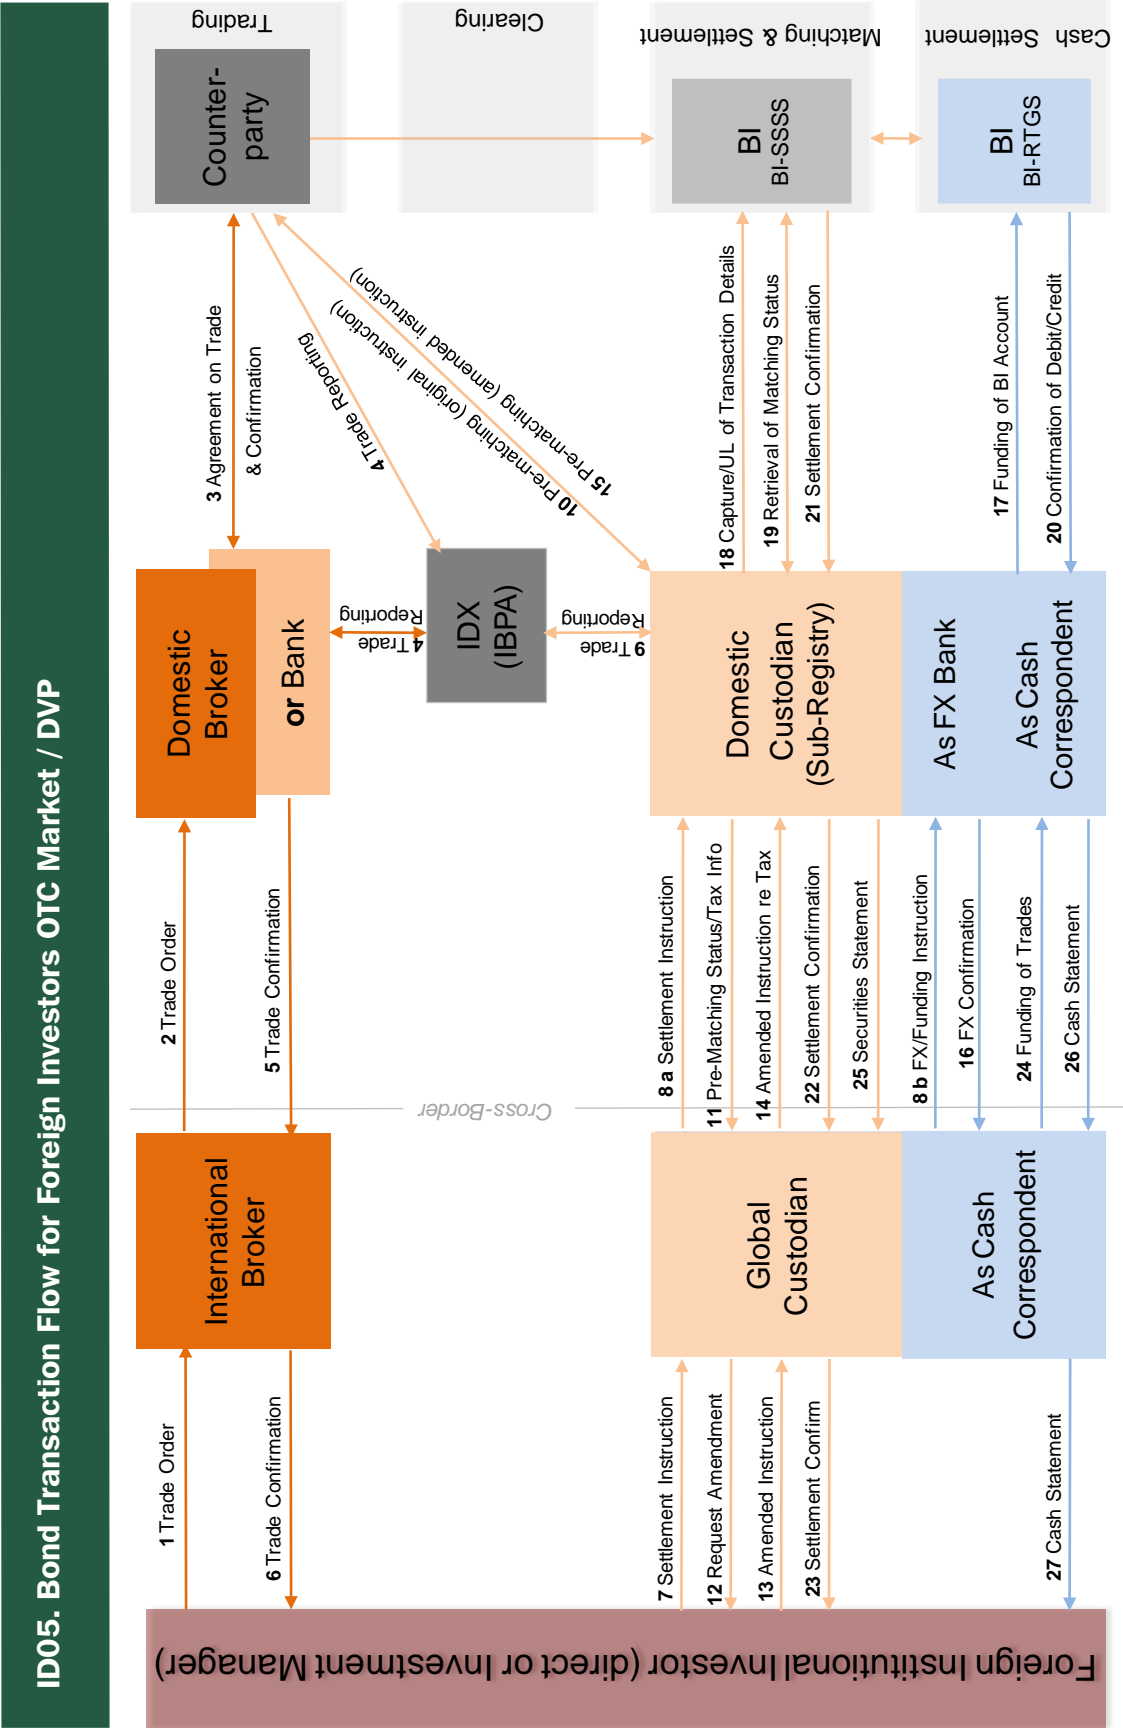 ID05. Bond Transaction Flow for Foreign Investors OTC Market / DVP
Foreign Institutional Investor (direct or Investment Manager)
1 Trade Order
6 Trade Confirmation
International
Broker
2 Trade Order
5 Trade Confirmation
Domestic
Broker
or Bank
3 Agreement on Trade
& Confirmation
Counter-
party
Trading
4 Trade
Reporting
4 Trade Reporting
IDX
(IBPA)
9 Trade
Reporting
10 Pre-matching (original instruction)
15 Pre-matching (amended instruction)
Clearing
Cross-Border
7 Settlement Instruction
12 Request Amendment
13 Amended Instruction
23 Settlement Confirm
Global
Custodian
8 a Settlement Instruction
11 Pre-Matching Status/Tax Info
14 Amended Instruction re Tax
22 Settlement Confirmation
25 Securities Statement
Domestic
Custodian
(Sub-Registry)
18 Capture/UL of Transaction Details
19 Retrieval of Matching Status
21 Settlement Confirmation
BI
BI-SSSS
Matching & Settlement
27 Cash Statement
As Cash
Correspondent
8 b FX/Funding Instruction
16 FX Confirmation
24 Funding of Trades
26 Cash Statement
As FX Bank
As Cash
Correspondent
17 Funding of BI Account
20 Confirmation of Debit/Credit
BI
BI-RTGS
Cash Settlement